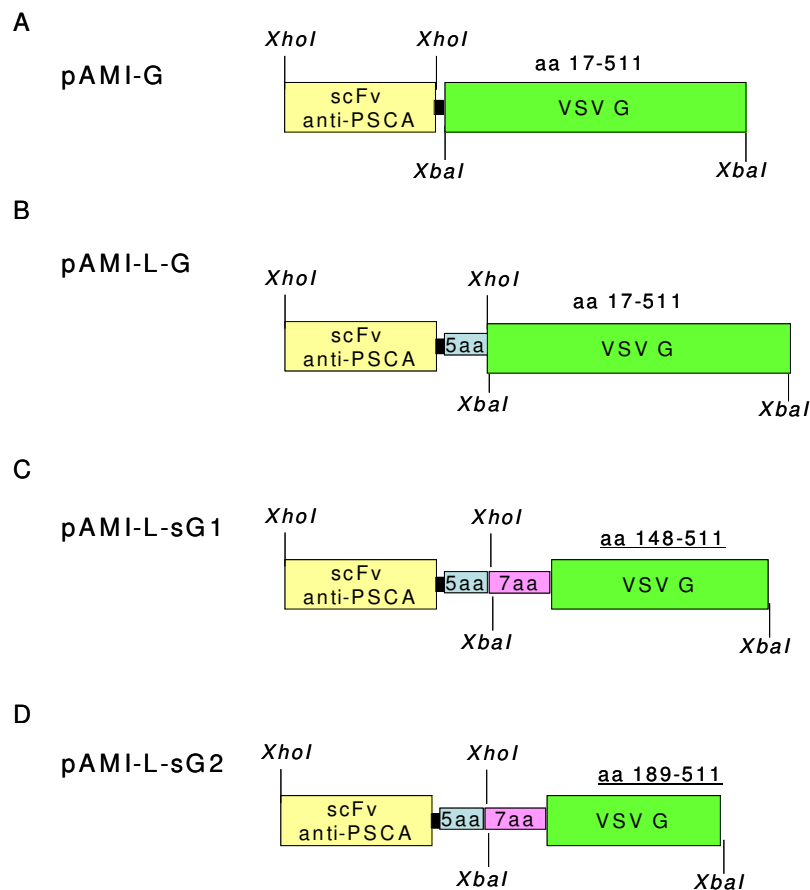 A
pAMI-G
XhoI XhoI
aa 17-511
scFv
anti-PSCA
VSV G
XbaI XbaI
B
pAMI-L-G
XhoI XhoI
aa 17-511
scFv
anti-PSCA
5aa
VSV G
XbaI XbaI
C
pAMI-L-sG1
XhoI XhoI
aa 148-511
scFv
anti-PSCA
5aa 7aa
VSV G
XbaI XbaI
D
pAMI-L-sG2
XhoI XhoI
aa 189-511
scFv
anti-PSCA
5aa 7aa
VSV G
XbaI XbaI